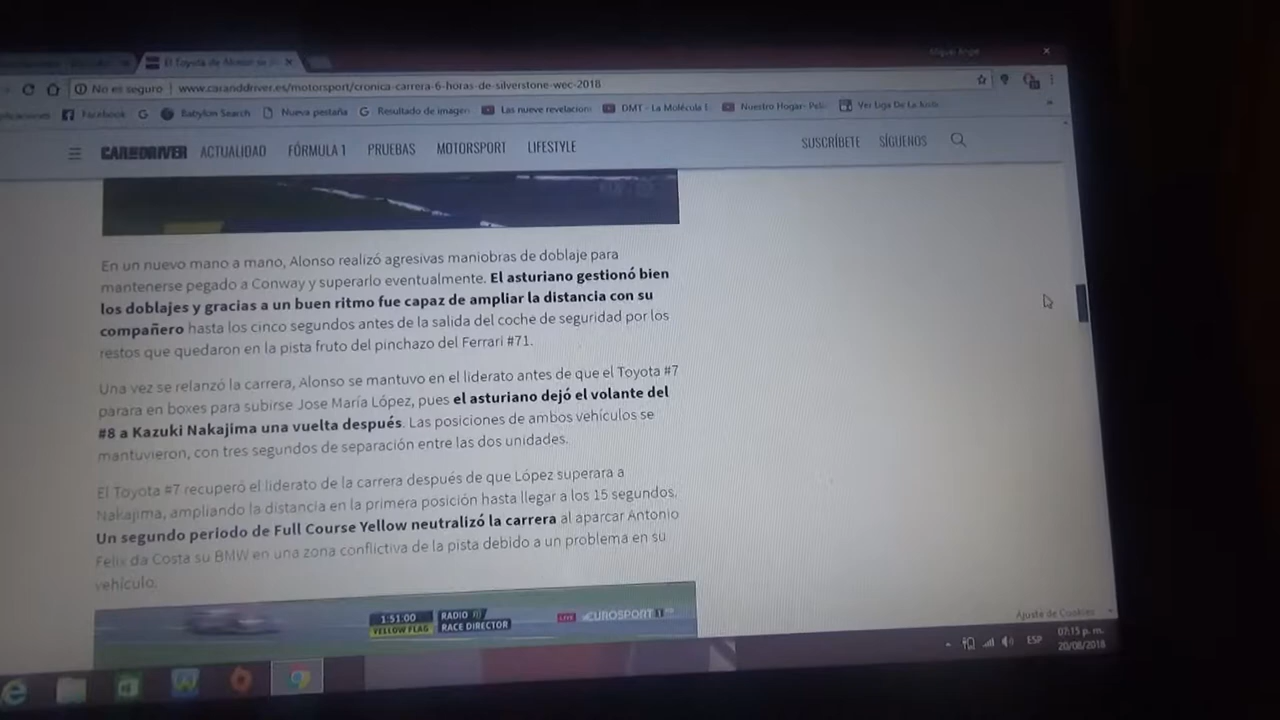 El Toyota de Alonso se
No es seguro | www.caranddriver.es/motorsport/cronica-carrera-6-horas-de-silverstone-wec-2018
Facebook G Babylon Search Nueva pestaña G Resultado de imagen Las nueve revelacion DMT - La Molécula D Nuestro Hogar- Pelí Ver Liga De La Justic
CAR AND DRIVER ACTUALIDAD FÓRMULA 1 PRUEBAS MOTORSPORT LIFESTYLE SUSCRÍBETE SÍGUENOS
En un nuevo mano a mano, Alonso realizó agresivas maniobras de doblaje para
mantenerse pegado a Conway y superarlo eventualmente. El asturiano gestionó bien
los doblajes y gracias a un buen ritmo fue capaz de ampliar la distancia con su
compañero hasta los cinco segundos antes de la salida del coche de seguridad por los
restos que quedaron en la pista fruto del pinchazo del Ferrari #71.
Una vez se relanzó la carrera, Alonso se mantuvo en el liderato antes de que el Toyota #7
parara en boxes para subirse Jose María López, pues el asturiano dejó el volante del
#8 a Kazuki Nakajima una vuelta después. Las posiciones de ambos vehículos se
mantuvieron, con tres segundos de separación entre las dos unidades.
El Toyota #7 recuperó el liderato de la carrera después de que López superara a
Nakajima, ampliando la distancia en la primera posición hasta llegar a los 15 segundos.
Un segundo periodo de Full Course Yellow neutralizó la carrera al aparcar Antonio
Felix da Costa su BMW en una zona conflictiva de la pista debido a un problema en su
vehículo.
1:51:00 RADIO
YELLOW FLAG RACE DIRECTOR
LIVE EUROSPORT 1
Ajuste de Cookies
ESP
07:15 p. m.
20/08/2018